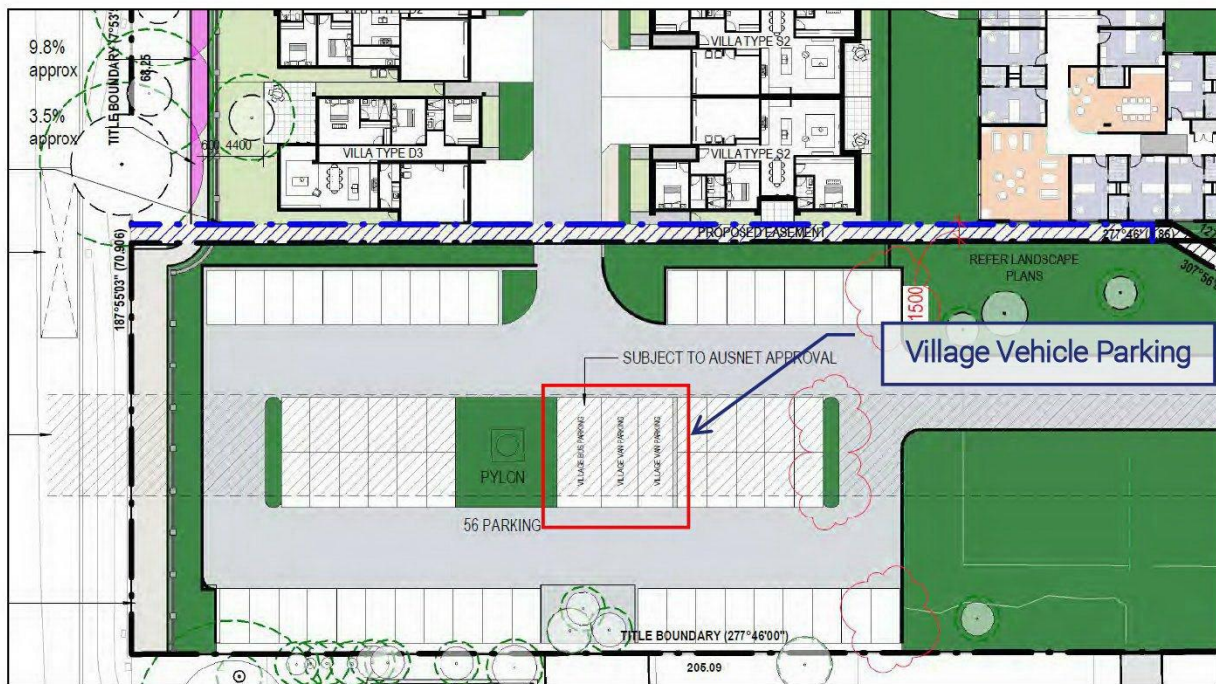 9.8%
approx
3.5%
approx
68.25
600 4400
VILLA TYPE D3
VILLA TYPE S2
VILLA TYPE S2
PROPOSED EASEMENT
277°46'
187°55'03" (70.906)
REFER LANDSCAPE
PLANS
1500
Village Vehicle Parking
SUBJECT TO AUSNET APPROVAL
VILLAGE BUS PARKING
VILLAGE VAN PARKING
VILLAGE VAN PARKING
PYLON
56 PARKING
TITLE BOUNDARY (277°46'00")
205.09